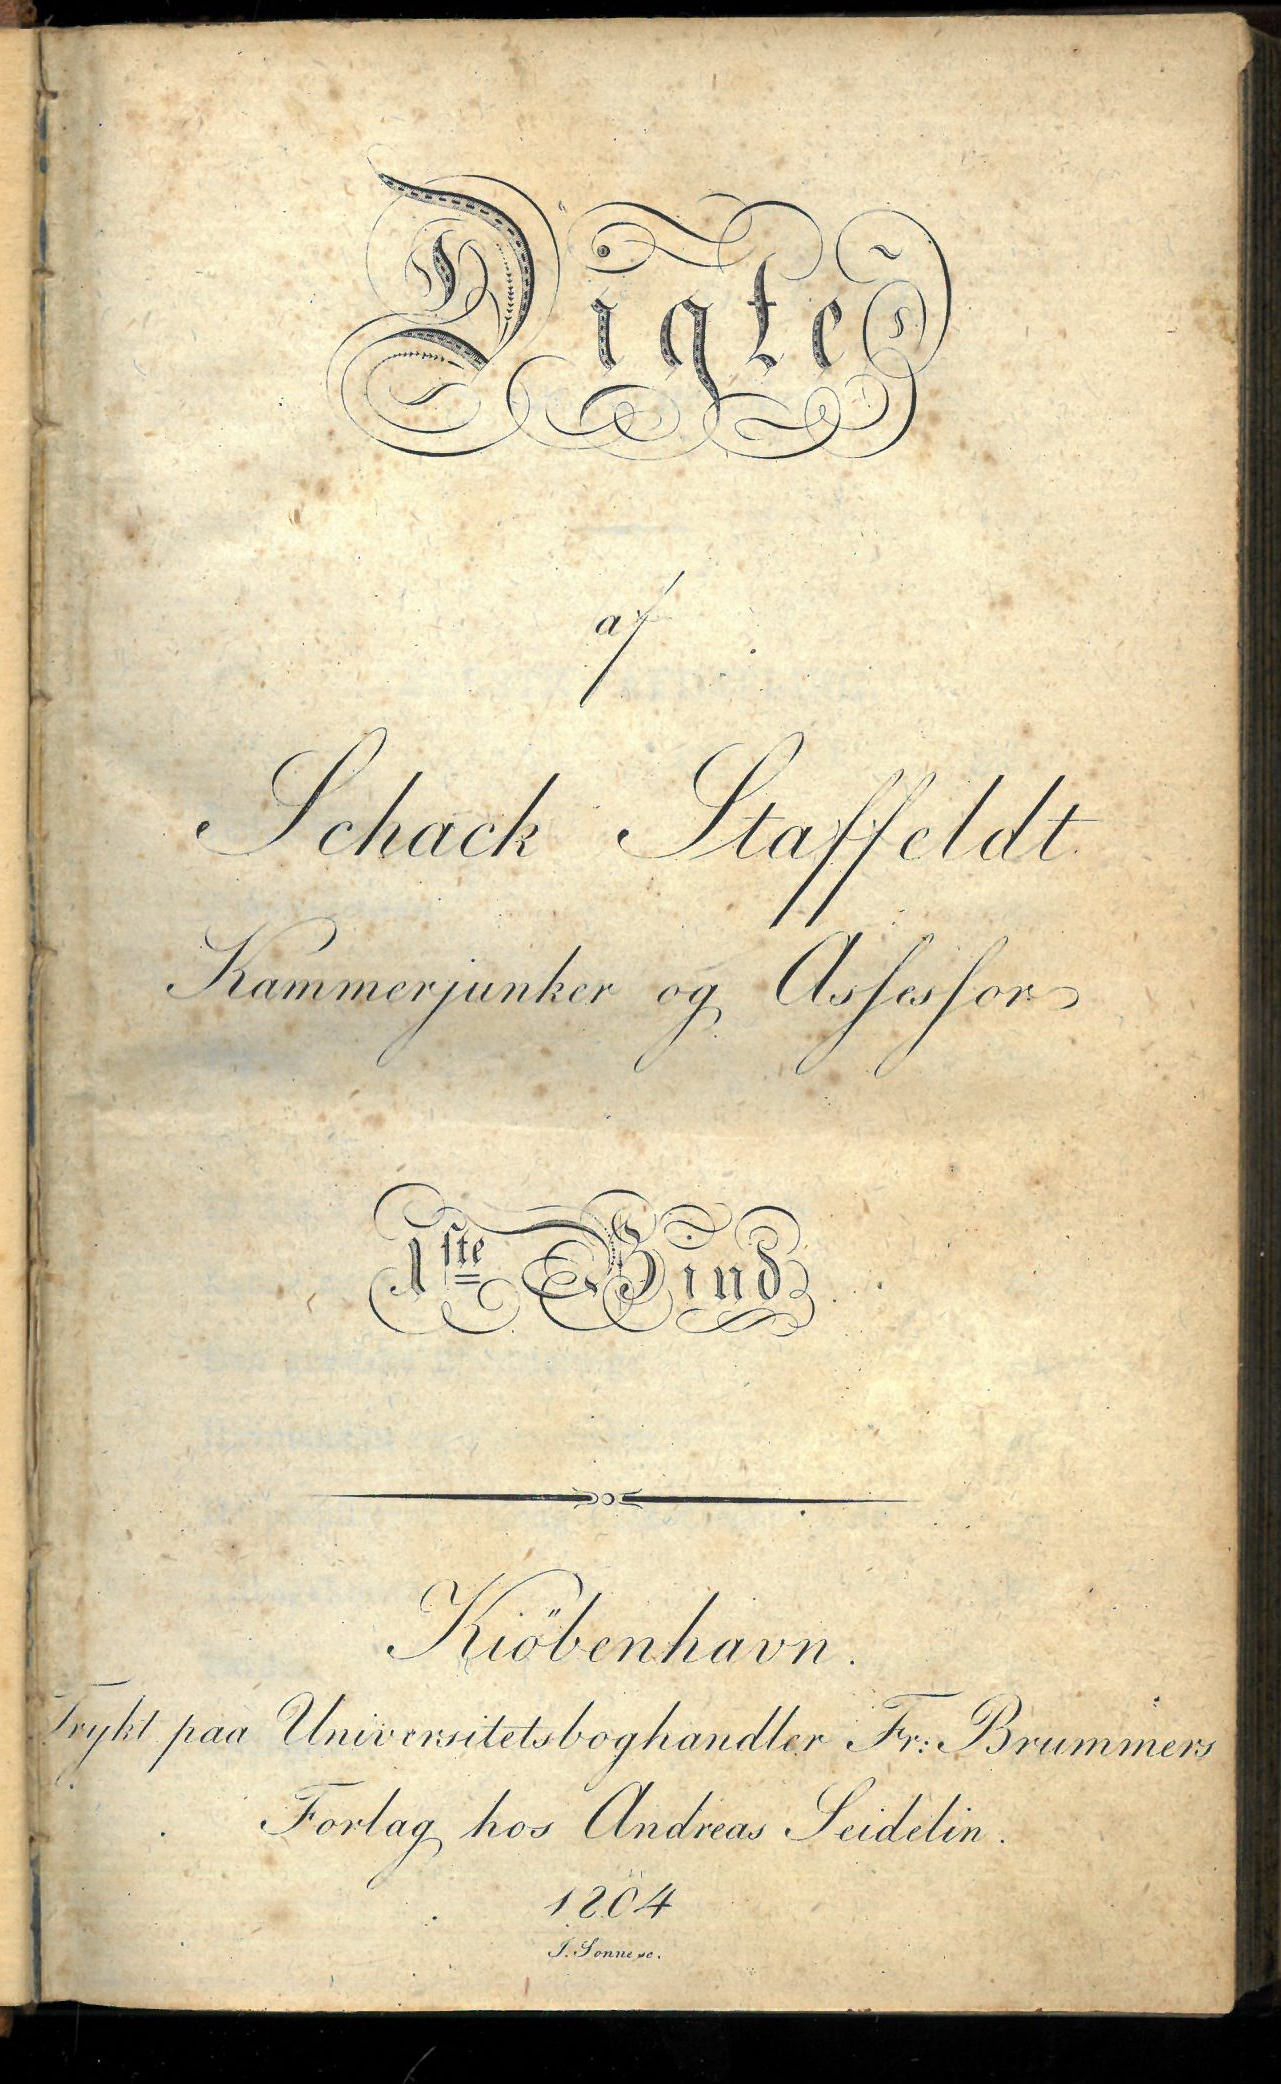 Digte
af
Schack Staffeldt
Kammerjunker og Asſesſor
1ſte Bind
Kiöbenhavn.
Trykt paa Universitetsboghandler Fr: Brummers
Forlag hos Andreas Seidelin.
1804
J. Sonne sc.